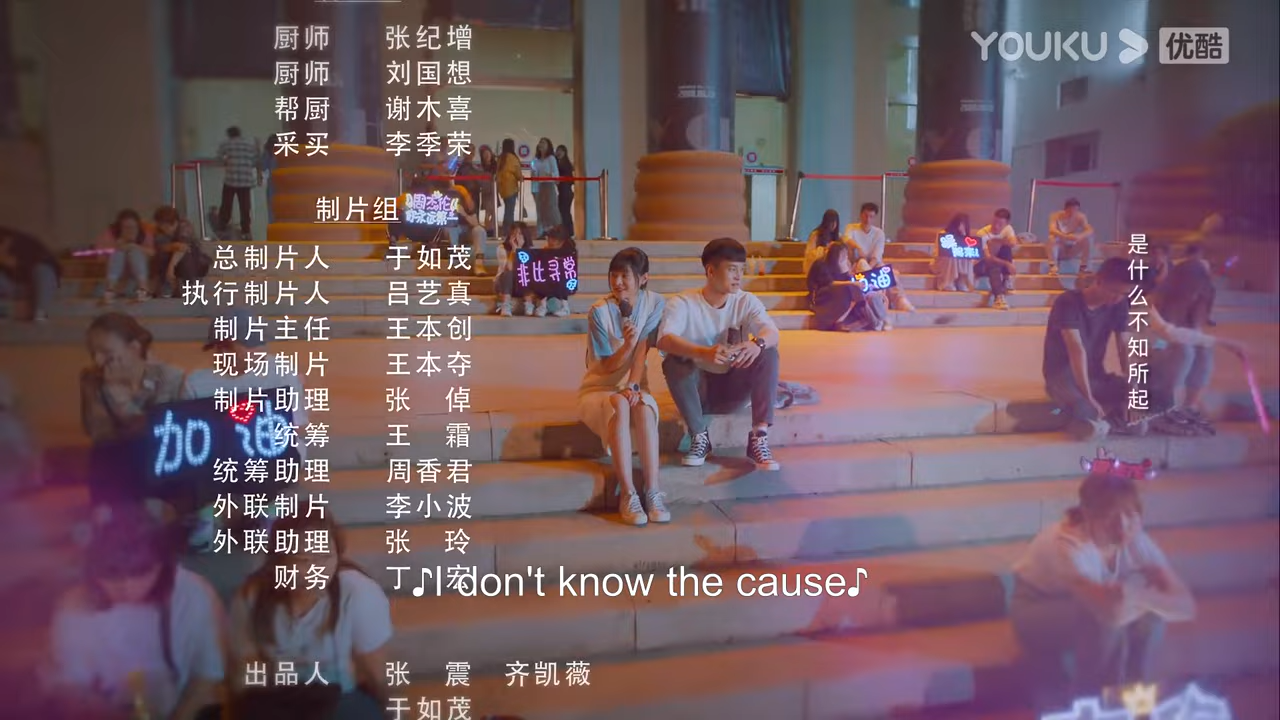 YOUKU 优酷
厨师 张纪增
厨师 刘国想
帮厨 谢木喜
采买 李季荣
制片组
总制片人 于如茂
执行制片人 吕艺真
制片主任 王本创
现场制片 王本夺
制片助理 张倬
统筹 王霜
统筹助理 周香君
外联制片 李小波
外联助理 张玲
财务 丁宏
♪I don't know the cause♪
出品人 张震 齐凯薇
于如茂
是什么不知所起
周杰伦
非比寻常
加油